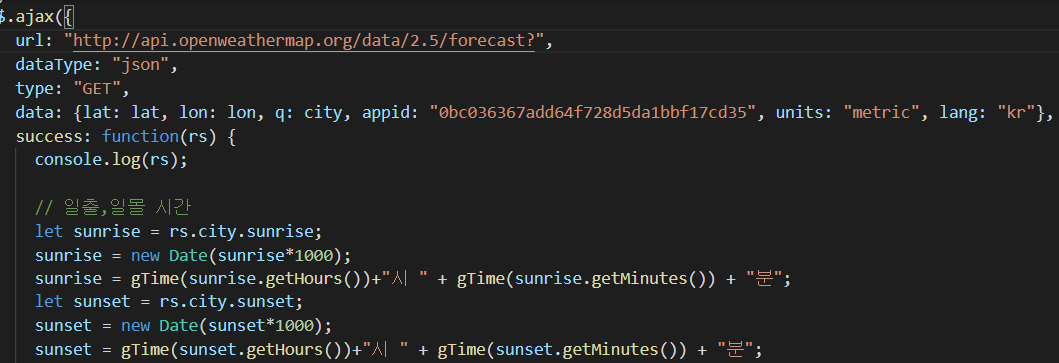 $.ajax({
url: "http://api.openweathermap.org/data/2.5/forecast?",
dataType: "json",
type: "GET",
data: {lat: lat, lon: lon, q: city, appid: "0bc036367add64f728d5da1bbf17cd35", units: "metric", lang: "kr"},
success: function(rs) {
console.log(rs);
// 일출,일몰 시간
let sunrise = rs.city.sunrise;
sunrise = new Date(sunrise*1000);
sunrise = gTime(sunrise.getHours())+"시 " + gTime(sunrise.getMinutes()) + "분";
let sunset = rs.city.sunset;
sunset = new Date(sunset*1000);
sunset = gTime(sunset.getHours())+"시 " + gTime(sunset.getMinutes()) + "분";